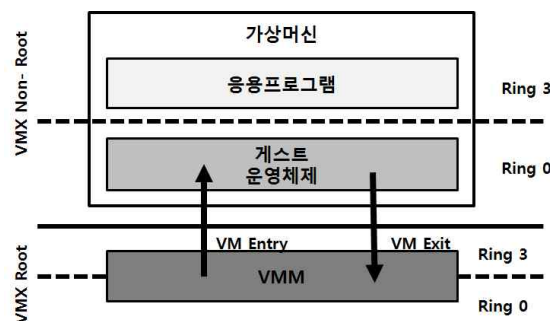 가상머신
응용프로그램
Ring 3
VMX Non- Root
게스트
운영체제
Ring 0
VM Entry
VM Exit
Ring 3
VMM
VMX Root
Ring 0